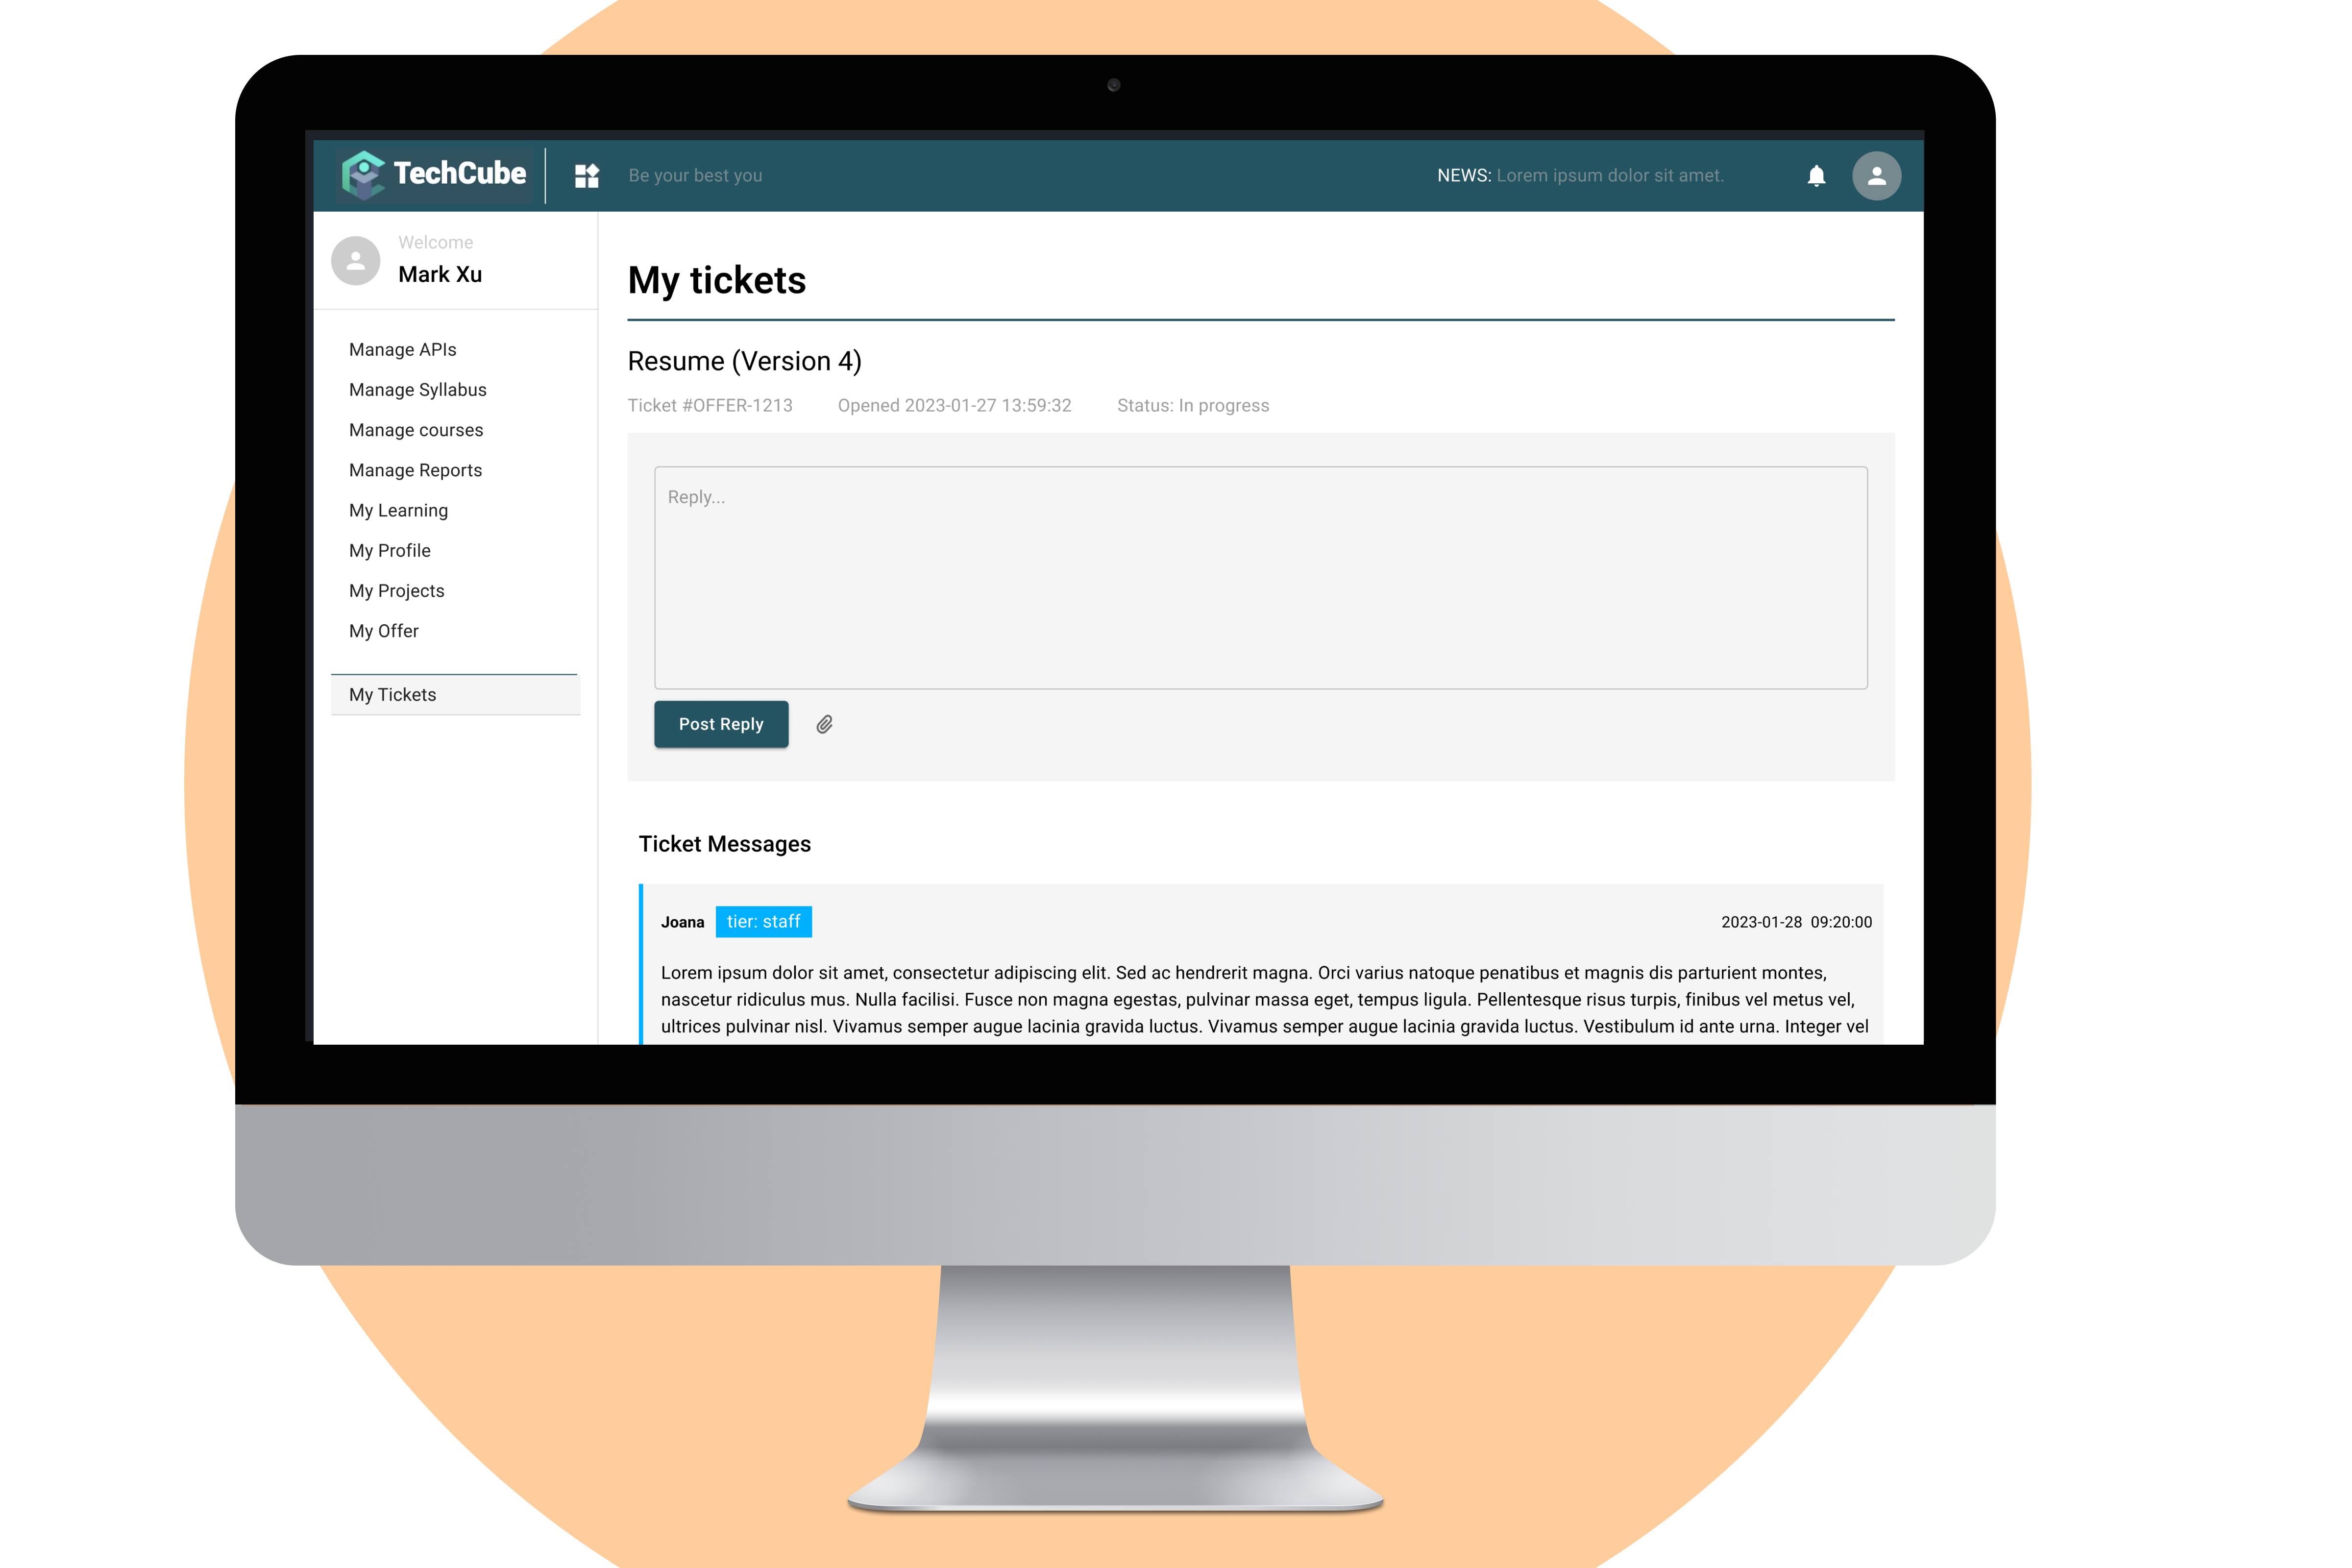 TechCube
Be your best you
NEWS: Lorem ipsum dolor sit amet.
Welcome
Mark Xu
Manage APIs
Manage Syllabus
Manage courses
Manage Reports
My Learning
My Profile
My Projects
My Offer
My Tickets
My tickets
Resume (Version 4)
Ticket #OFFER-1213 Opened 2023-01-27 13:59:32 Status: In progress
Reply...
Post Reply
Ticket Messages
Joana tier: staff 2023-01-28 09:20:00
Lorem ipsum dolor sit amet, consectetur adipiscing elit. Sed ac hendrerit magna. Orci varius natoque penatibus et magnis dis parturient montes,
nascetur ridiculus mus. Nulla facilisi. Fusce non magna egestas, pulvinar massa eget, tempus ligula. Pellentesque risus turpis, finibus vel metus vel,
ultrices pulvinar nisl. Vivamus semper augue lacinia gravida luctus. Vivamus semper augue lacinia gravida luctus. Vestibulum id ante urna. Integer vel